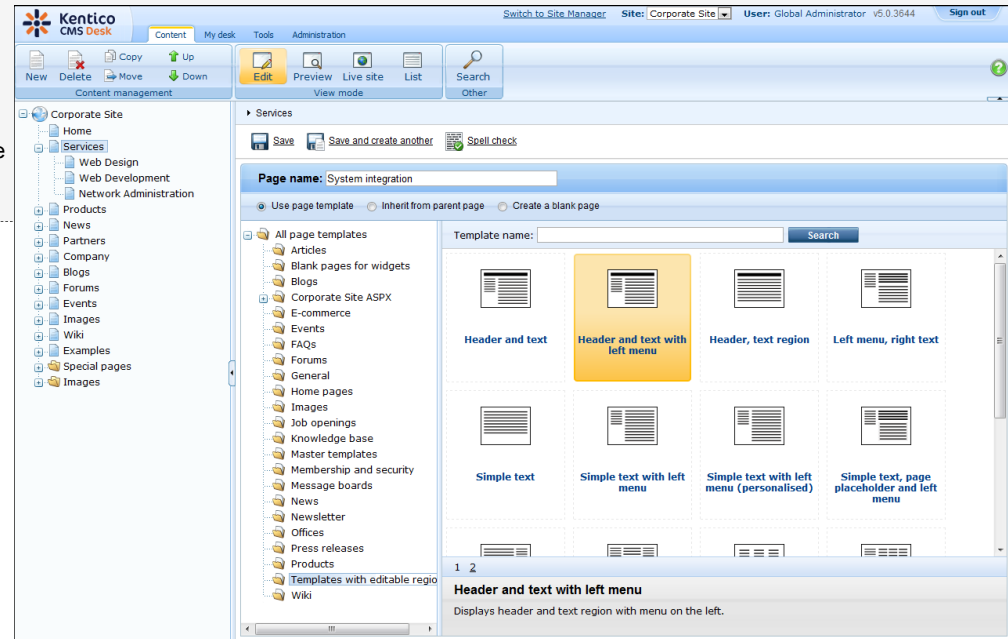 Kentico
CMS Desk
Switch to Site Manager Site: Corporate Site User: Global Administrator v5.0.3644 Sign out
Content My desk Tools Administration
New Delete Copy Move Up Down
Content management
Edit Preview Live site List
View mode
Search
Other
e
Corporate Site
Home
Services
Web Design
Web Development
Network Administration
Products
News
Partners
Company
Blogs
Forums
Events
Images
Wiki
Examples
Special pages
Images
Services
Save Save and create another Spell check
Page name: System integration
Use page template Inherit from parent page Create a blank page
All page templates
Articles
Blank pages for widgets
Blogs
Corporate Site ASPX
E-commerce
Events
FAQs
Forums
General
Home pages
Images
Job openings
Knowledge base
Master templates
Membership and security
Message boards
News
Newsletter
Offices
Press releases
Products
Templates with editable regio
Wiki
Template name: Search
Header and text
Header and text with
left menu
Header, text region
Left menu, right text
Simple text
Simple text with left
menu
Simple text with left
menu (personalised)
Simple text, page
placeholder and left
menu
1 2
Header and text with left menu
Displays header and text region with menu on the left.